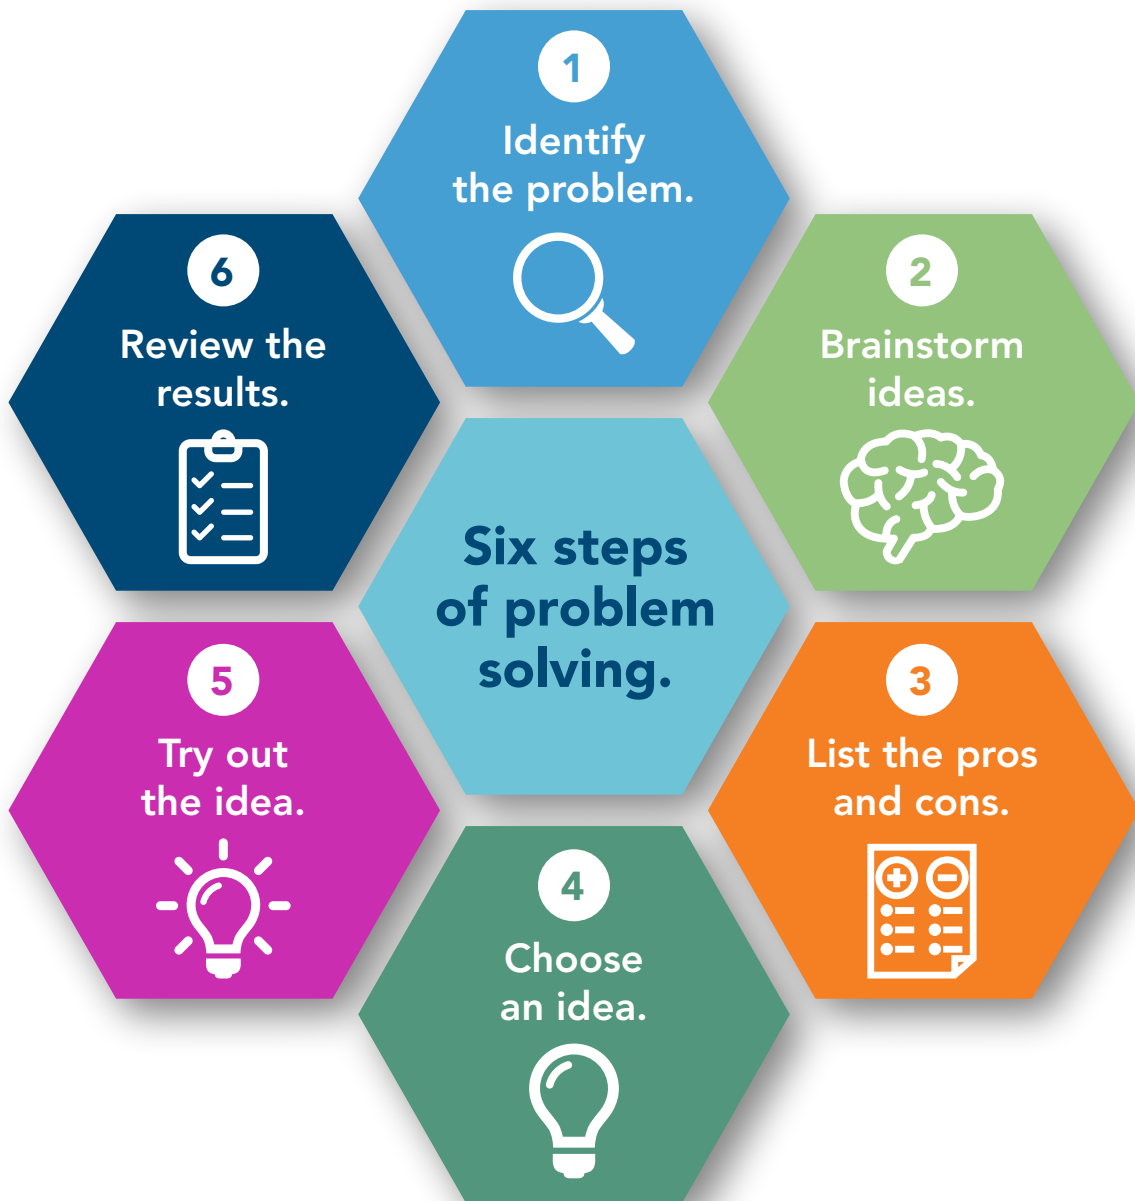 1
Identify
the problem.
2
Brainstorm
ideas.
3
List the pros
and cons.
4
Choose
an idea.
5
Try out
the idea.
6
Review the
results.
Six steps
of problem
solving.